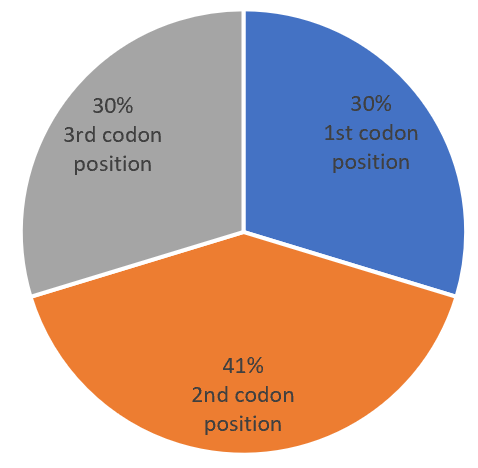 30%
3rd codon
position
30%
1st codon
position
41%
2nd codon
position